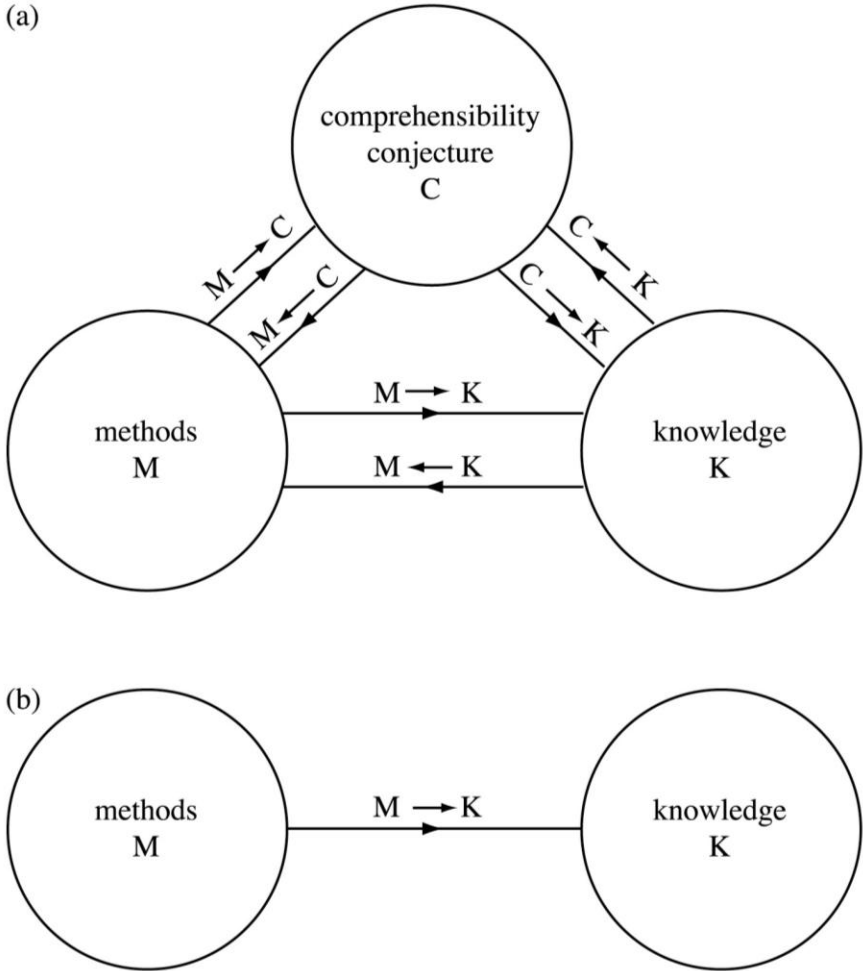 (a)
comprehensibility
conjecture
C
M → C
M ← C
C ← K
C → K
M → K
M ← K
methods
M
knowledge
K
(b)
methods
M
M → K
knowledge
K